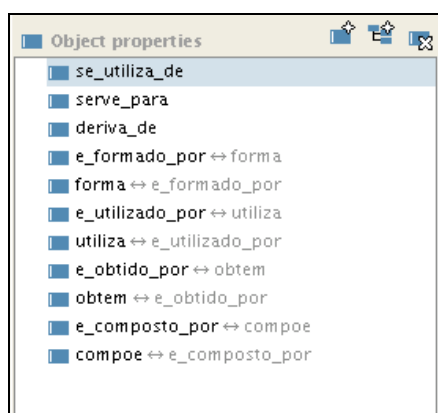 Object properties
se_utiliza_de
serve_para
deriva_de
e_formado_por ↔ forma
forma ↔ e_formado_por
e_utilizado_por ↔ utiliza
utiliza ↔ e_utilizado_por
e_obtido_por ↔ obtem
obtem ↔ e_obtido_por
e_composto_por ↔ compoe
compoe ↔ e_composto_por